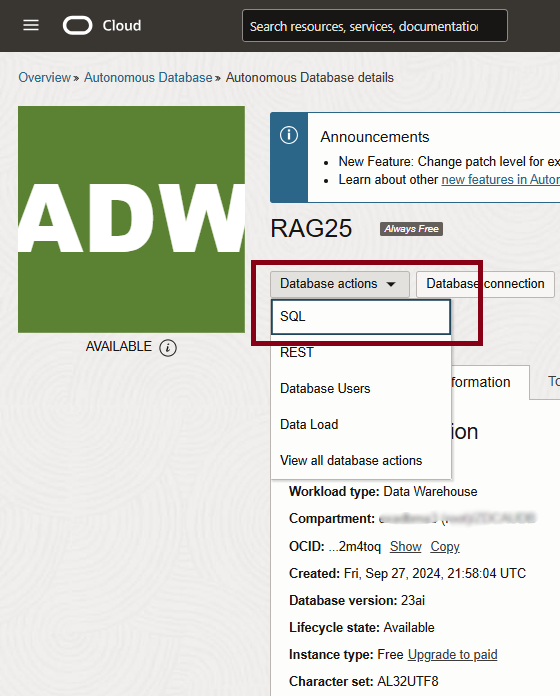 Cloud
Search resources, services, documentatio
Overview » Autonomous Database » Autonomous Database details
ADW
AVAILABLE
Announcements
New Feature: Change patch level for ex
Learn about other new features in Autor
RAG25
Always Free
Database actions
Database connection
SQL
REST
Database Users
Data Load
View all database actions
formation
To
ion
Workload type: Data Warehouse
Compartment:
OCID: ...2m4toq Show Copy
Created: Fri, Sep 27, 2024, 21:58:04 UTC
Database version: 23ai
Lifecycle state: Available
Instance type: Free Upgrade to paid
Character set: AL32UTF8